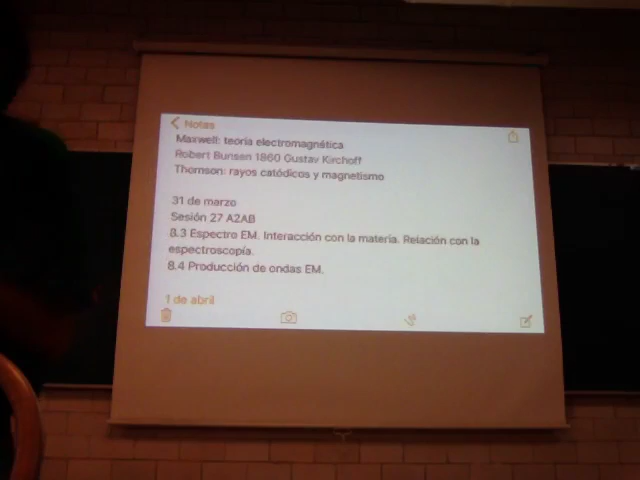 Notas
Maxwell: teoría electromagnética
Robert Bunsen 1860 Gustav Kirchoff
Thomson: rayos catódicos y magnetismo
31 de marzo
Sesión 27 A2AB
8.3 Espectro EM. Interacción con la materia. Relación con la
espectroscopía.
8.4 Producción de ondas EM.
1 de abril